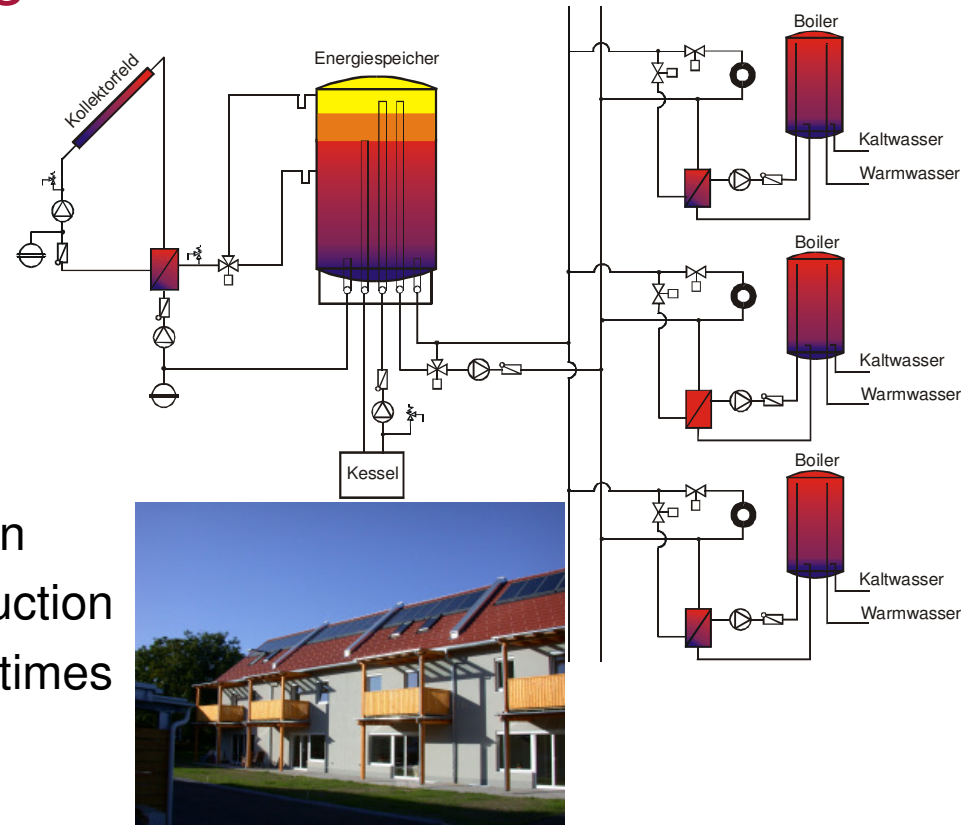 Kollektorfeld
Energiespeicher
Kessel
Boiler
Kaltwasser
Warmwasser
Boiler
Kaltwasser
Warmwasser
Boiler
Kaltwasser
Warmwasser
n
uction
times